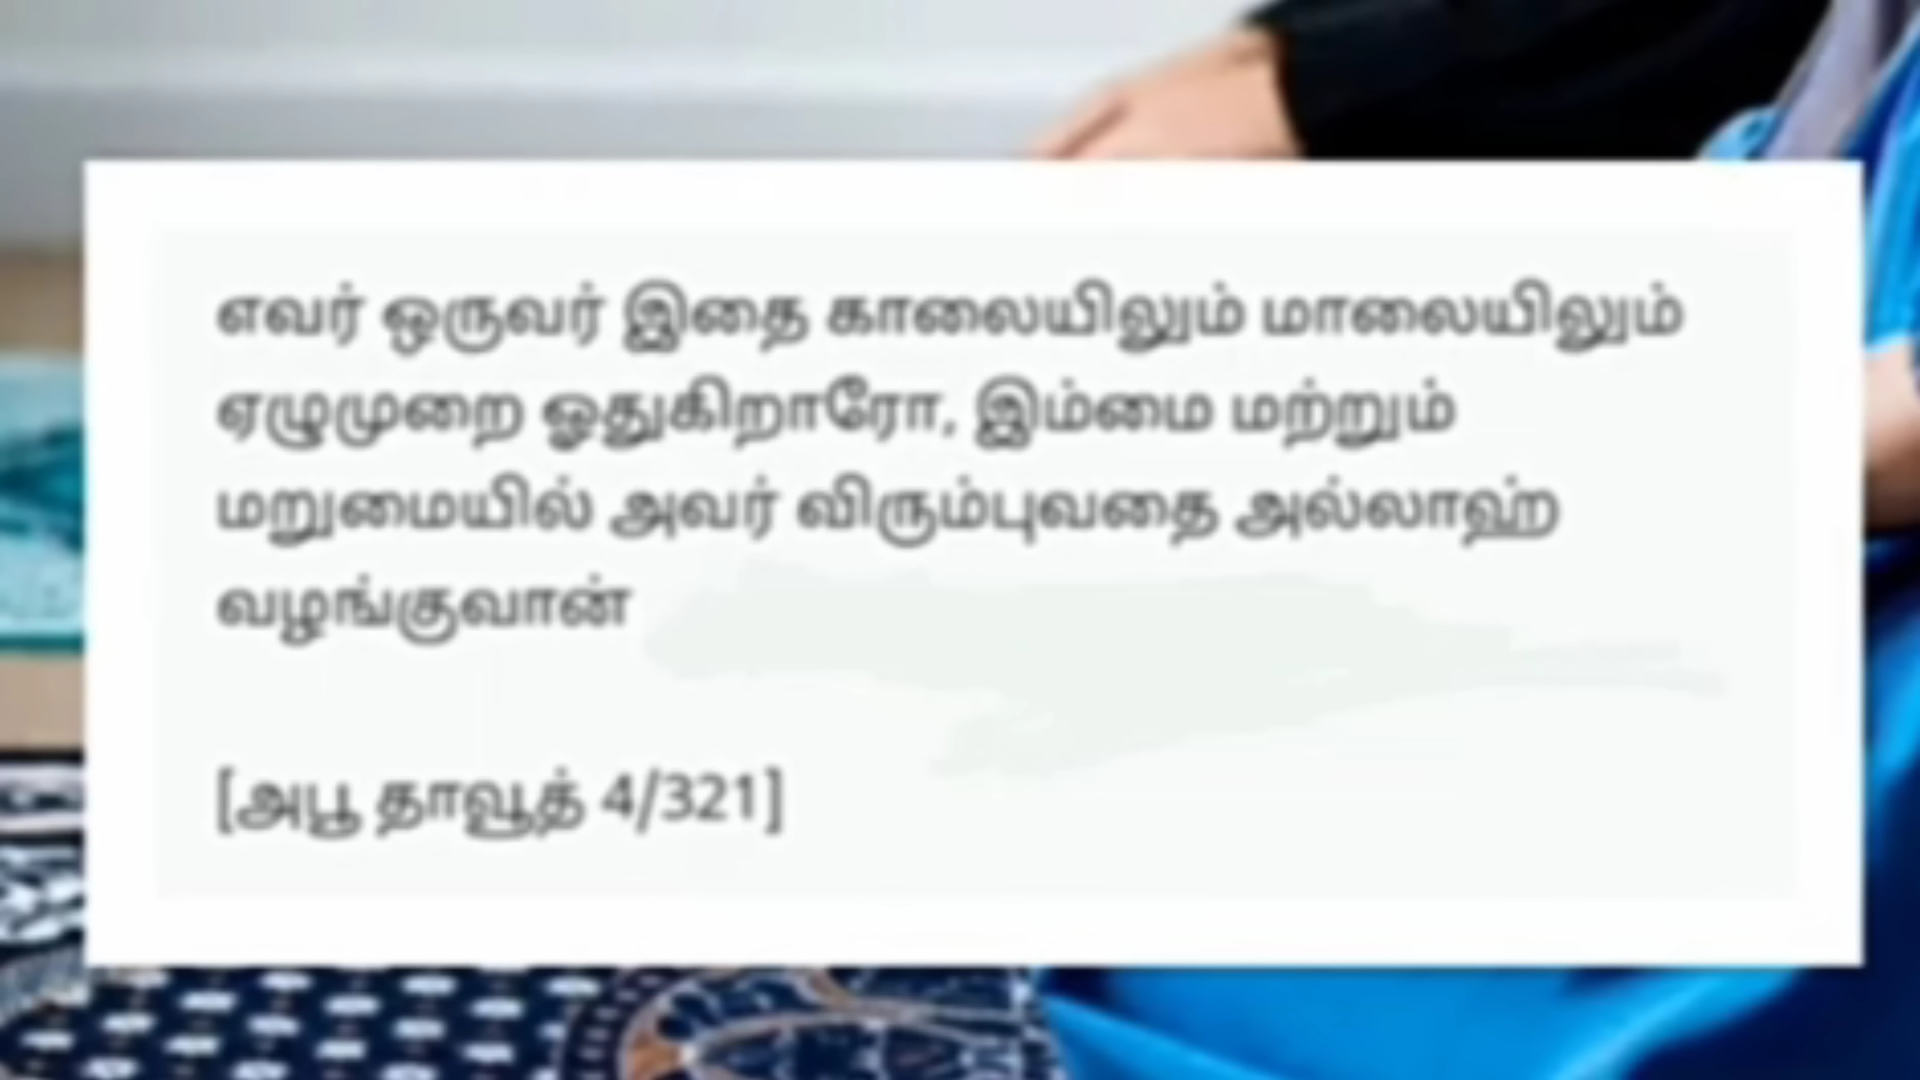 எவர் ஒருவர் இதை காலையிலும் மாலையிலும்
ஏழுமுறை ஓதுகிறாரோ, இம்மை மற்றும்
மறுமையில் அவர் விரும்புவதை அல்லாஹ்
வழங்குவான்
[அபூ தாவூத் 4/321]